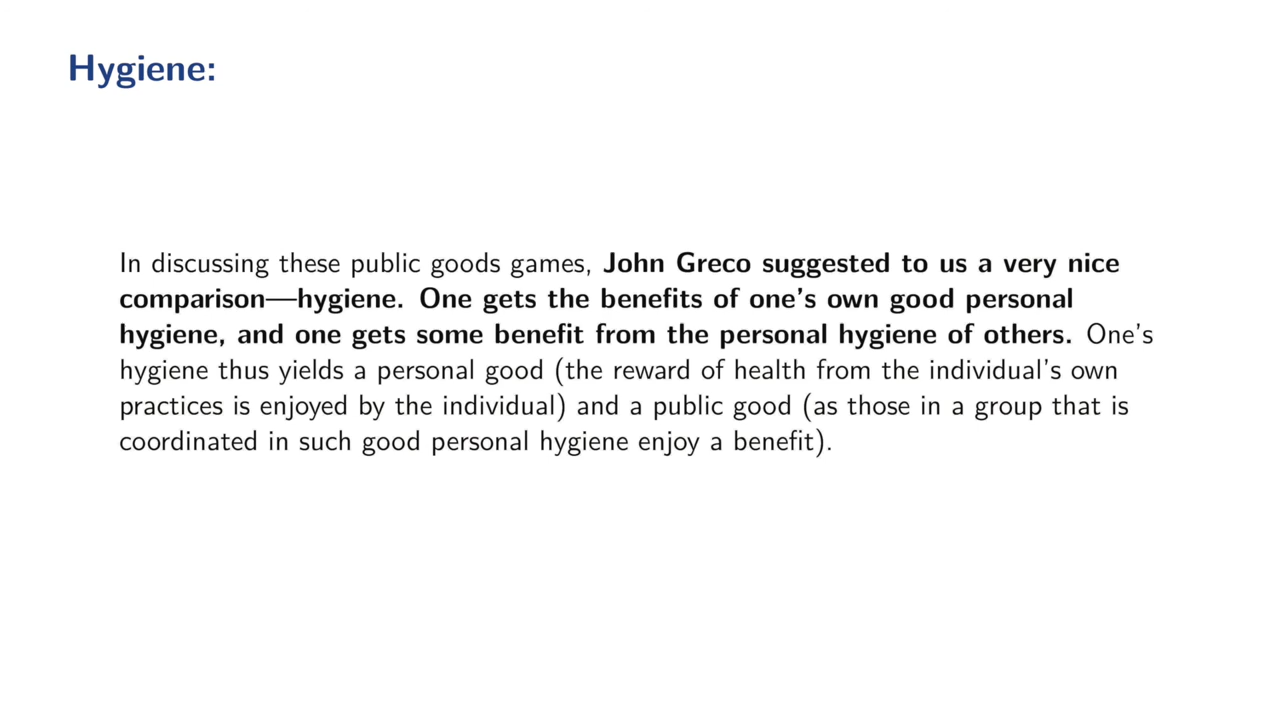 Hygiene:
In discussing these public goods games, John Greco suggested to us a very nice
comparison—hygiene. One gets the benefits of one's own good personal
hygiene, and one gets some benefit from the personal hygiene of others. One's
hygiene thus yields a personal good (the reward of health from the individual's own
practices is enjoyed by the individual) and a public good (as those in a group that is
coordinated in such good personal hygiene enjoy a benefit).